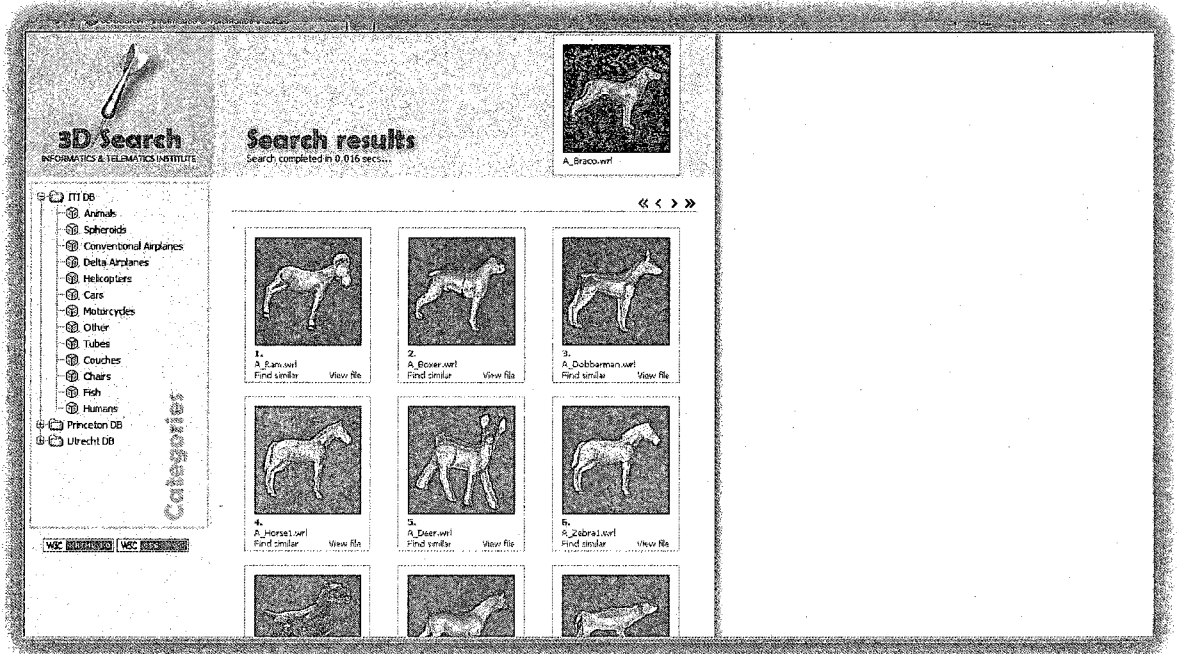 3D Search
INFORMATICS & TELEMATICS INSTITUTE
Search results
Search completed in 0.016 secs...
A_Braco.wrl
ITI DB
Animals
Spheroids
Conventional Airplanes
Delta Airplanes
Helicopters
Cars
Motorcycles
Other
Tubes
Couches
Chairs
Fish
Humans
Princeton DB
Utrecht DB
Categories
W3C
W3C
« < > »
1.
A_Ram.wrl
Find similar View file
2.
A_Boxer.wrl
Find similar View file
3.
A_Dobberman.wrl
Find similar View file
4.
A_Horse1.wrl
Find similar View file
5.
A_Deer.wrl
Find similar View file
6.
A_Zebra1.wrl
Find similar View file